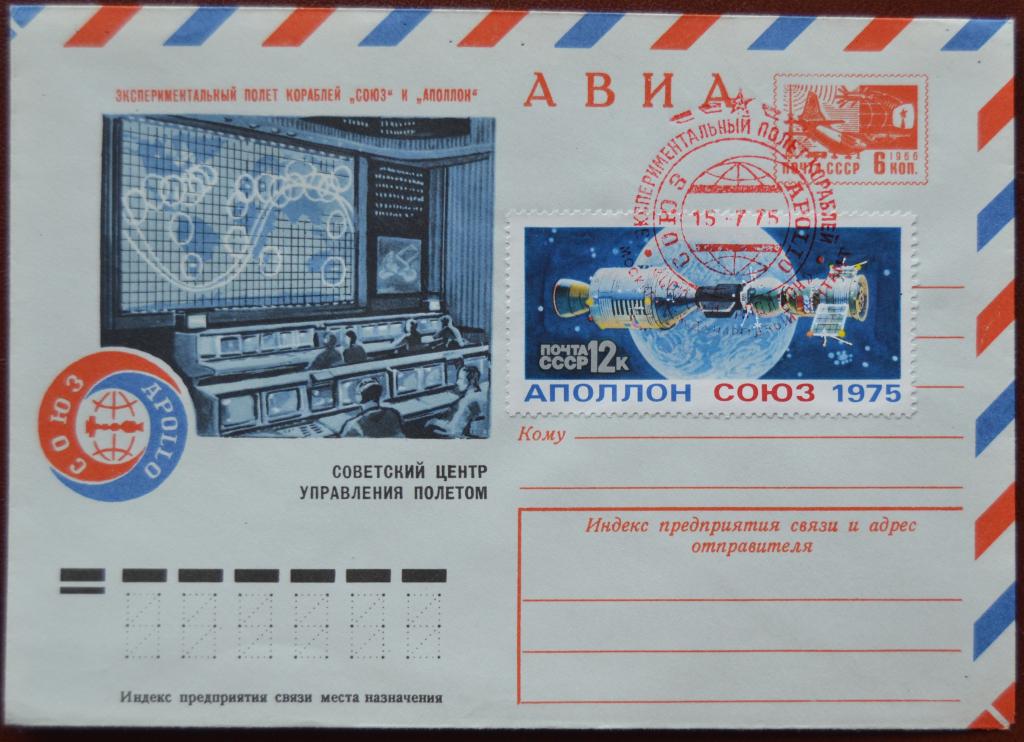 АВИА
ЭКСПЕРИМЕНТАЛЬНЫЙ ПОЛЕТ КОРАБЛЕЙ „СОЮЗ“ И „АПОЛЛОН“
1966
ПОЧТА СССР 6 КОП.
ЭКСПЕРИМЕНТАЛЬНЫЙ ПОЛЕТ КОРАБЛЕЙ
СОЮЗ APOLLO
15-7 75
ПОЧТА
СССР 12К
АПОЛЛОН СОЮЗ 1975
СОЮЗ APOLLO
СОВЕТСКИЙ ЦЕНТР
УПРАВЛЕНИЯ ПОЛЕТОМ
Кому
Индекс предприятия связи и адрес
отправителя
Индекс предприятия связи места назначения